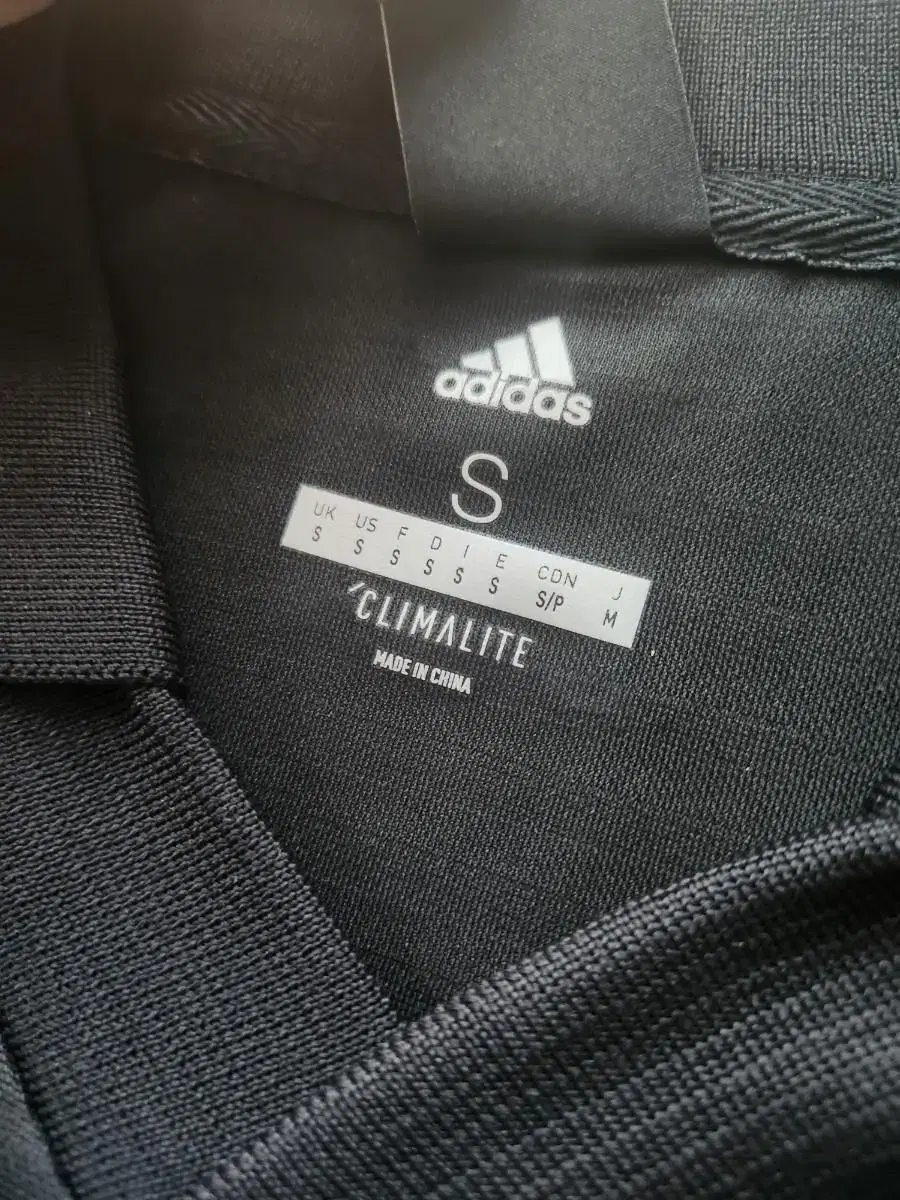 adidas
S
UK US F D I E CDN J
S S S S S S S/P M
CLIMALITE
MADE IN CHINA